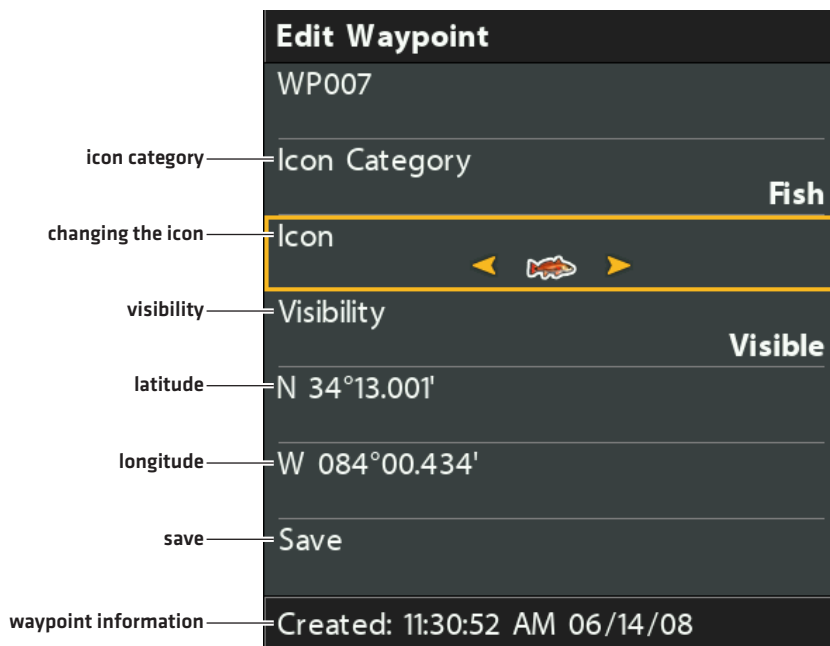 Edit Waypoint
WP007
icon category
Icon Category
Fish
changing the icon
Icon
visibility
Visibility
Visible
latitude
N 34°13.001'
longitude
W 084°00.434'
save
Save
waypoint information
Created: 11:30:52 AM 06/14/08